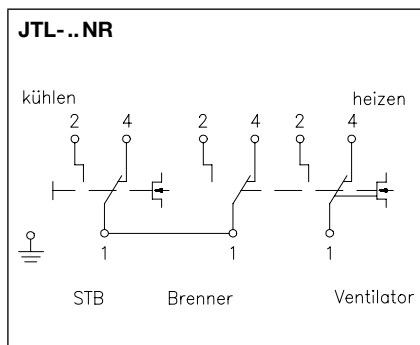 JTL- .. NR
kühlen heizen
2 4 2 4 2 4
1 1 1
STB Brenner Ventilator